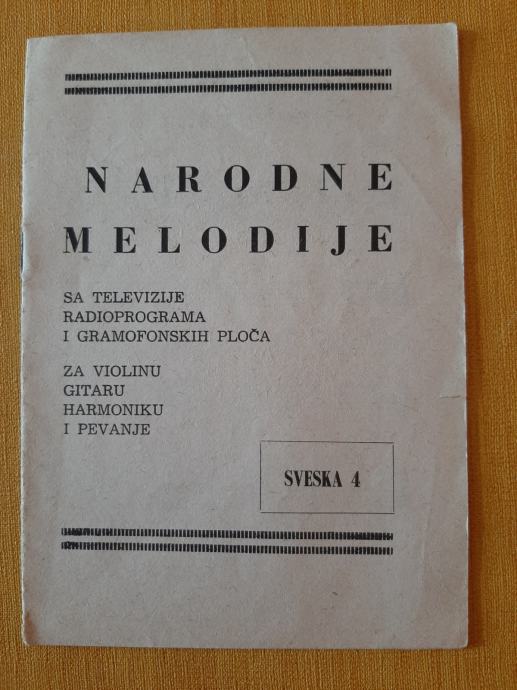 NARODNE
MELODIJE
SA TELEVIZIJE
RADIOPROGRAMA
I GRAMOFONSKIH PLOČA
ZA VIOLINU
GITARU
HARMONIKU
I PEVANJE
SVESKA 4